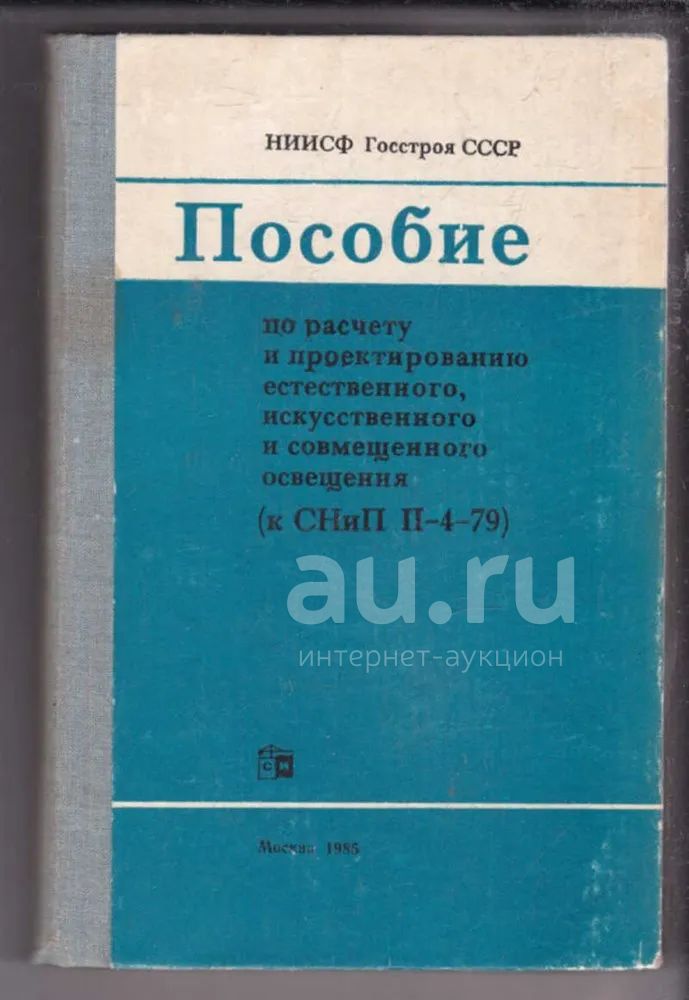 НИИСФ Госстроя СССР
Пособие
по расчету
и проектированию
естественного,
искусственного
и совмещенного
освещения
(к СНиП II-4-79)
au.ru
интернет-аукцион
С И
Москва 1985